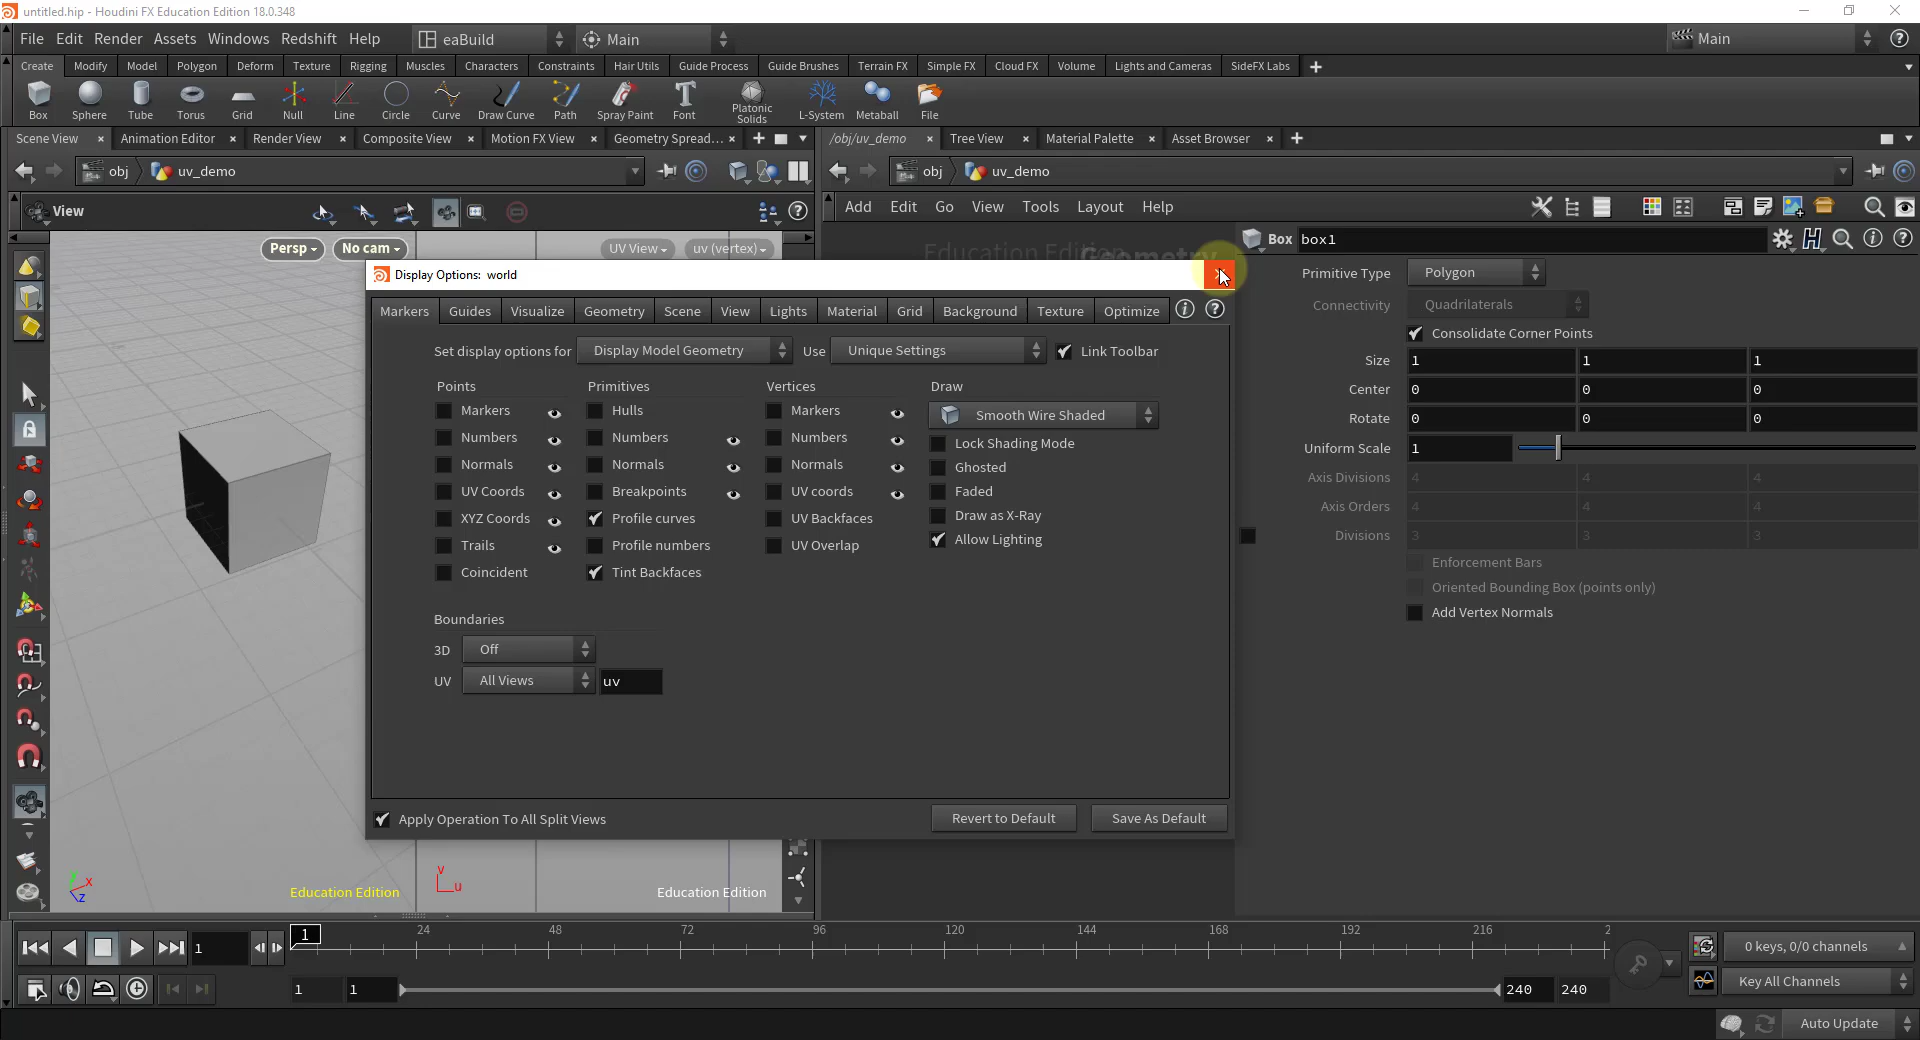 untitled.hip - Houdini FX Education Edition 18.0.348
File Edit Render Assets Windows Redshift Help eaBuild Main Main
Create Modify Model Polygon Deform Texture Rigging Muscles Characters Constraints Hair Utils Guide Process Guide Brushes Terrain FX Simple FX Cloud FX Volume Lights and Cameras SideFX Labs
Box Sphere Tube Torus Grid Null Line Circle Curve Draw Curve Path Spray Paint Font Platonic Solids L-System Metaball File
Scene View Animation Editor Render View Composite View Motion FX View Geometry Spread... /obj/uv_demo Tree View Material Palette Asset Browser
obj uv_demo obj uv_demo
View Add Edit Go View Tools Layout Help
Persp No cam UV View uv (vertex) Education Edition Geometry Box box1
Display Options: world
Primitive Type Polygon
Markers Guides Visualize Geometry Scene View Lights Material Grid Background Texture Optimize
Connectivity Quadrilaterals
Consolidate Corner Points
Set display options for Display Model Geometry Use Unique Settings Link Toolbar
Size 1 1 1
Points Primitives Vertices Draw
Center 0 0 0
Markers Hulls Markers Smooth Wire Shaded
Rotate 0 0 0
Numbers Numbers Numbers Lock Shading Mode
Uniform Scale 1
Normals Normals Normals Ghosted
Axis Divisions 4 4 4
UV Coords Breakpoints UV coords Faded
Axis Orders 4 4 4
XYZ Coords Profile curves UV Backfaces Draw as X-Ray
Divisions 3 3 3
Trails Profile numbers UV Overlap Allow Lighting
Enforcement Bars
Coincident Tint Backfaces
Oriented Bounding Box (points only)
Add Vertex Normals
Boundaries
3D Off
UV All Views uv
Apply Operation To All Split Views Revert to Default Save As Default
y x z Education Edition v u Education Edition
1 1 24 48 72 96 120 144 168 192 216 2 0 keys, 0/0 channels
1 1 240 240 Key All Channels
Auto Update